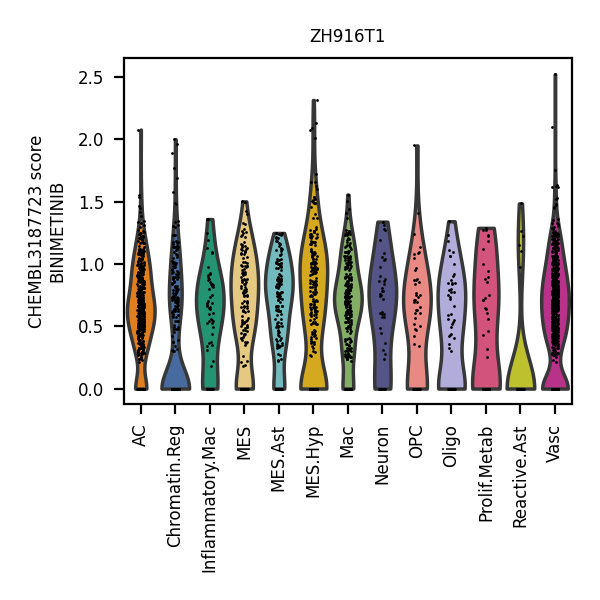 ZH916T1
CHEMBL3187723 score
BINIMETINIB
2.5
2.0
1.5
1.0
0.5
0.0
AC
Chromatin.Reg
Inflammatory.Mac
MES
MES.Ast
MES.Hyp
Mac
Neuron
OPC
Oligo
Prolif.Metab
Reactive.Ast
Vasc